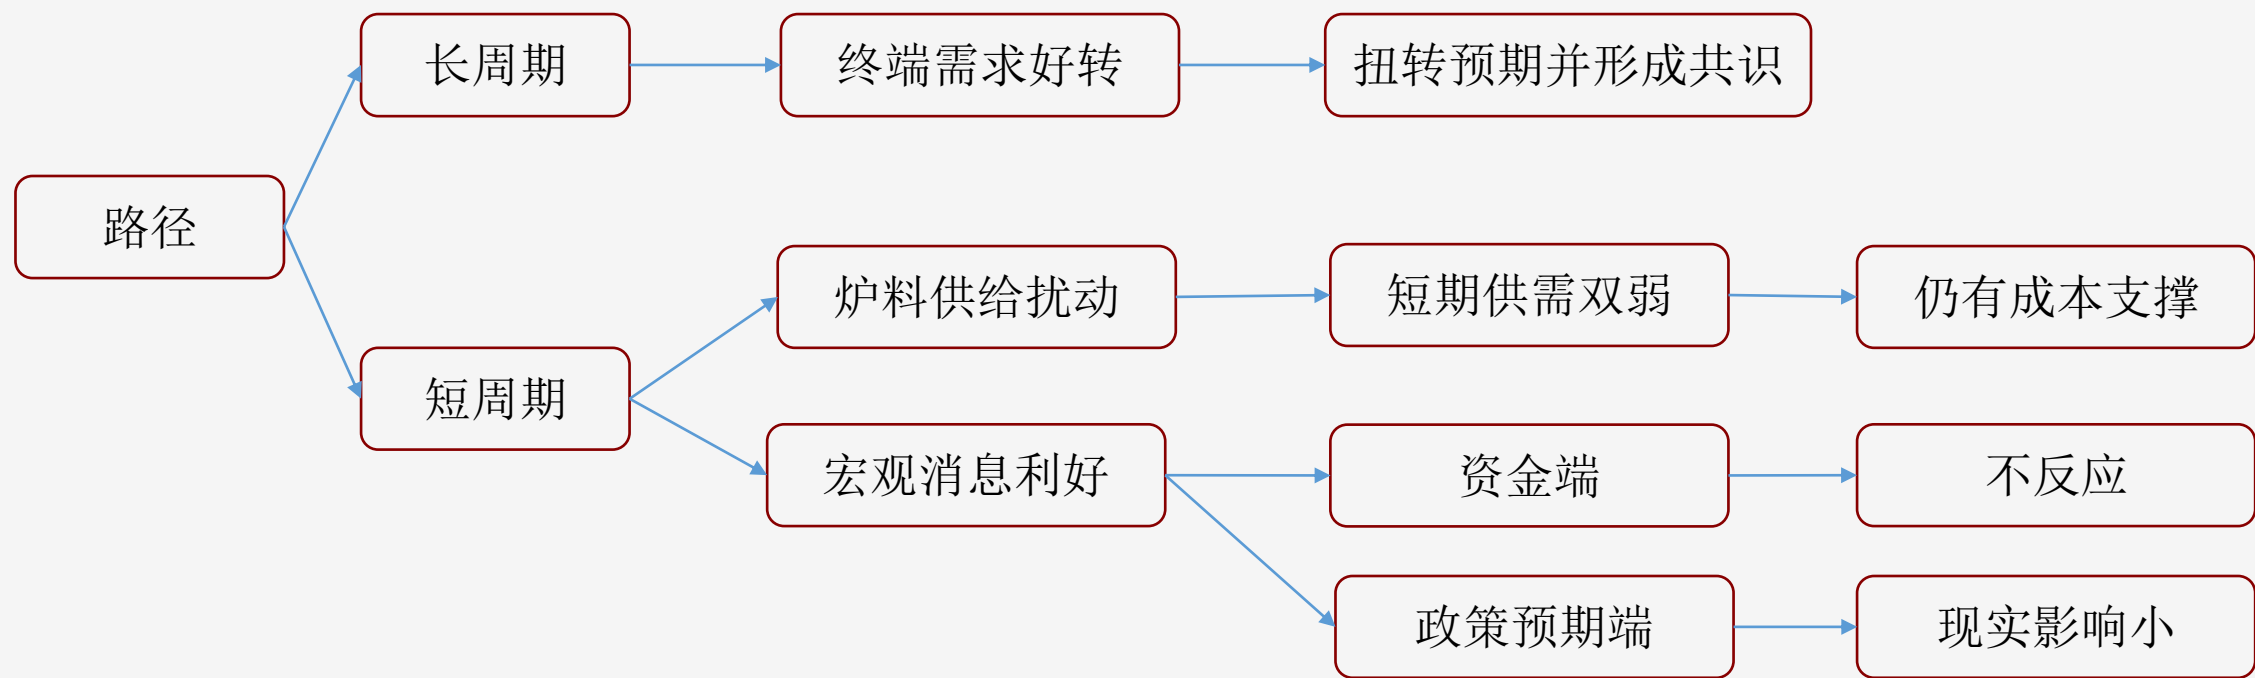 长周期
终端需求好转
扭转预期并形成共识
路径
炉料供给扰动
短期供需双弱
仍有成本支撑
短周期
宏观消息利好
资金端
不反应
政策预期端
现实影响小